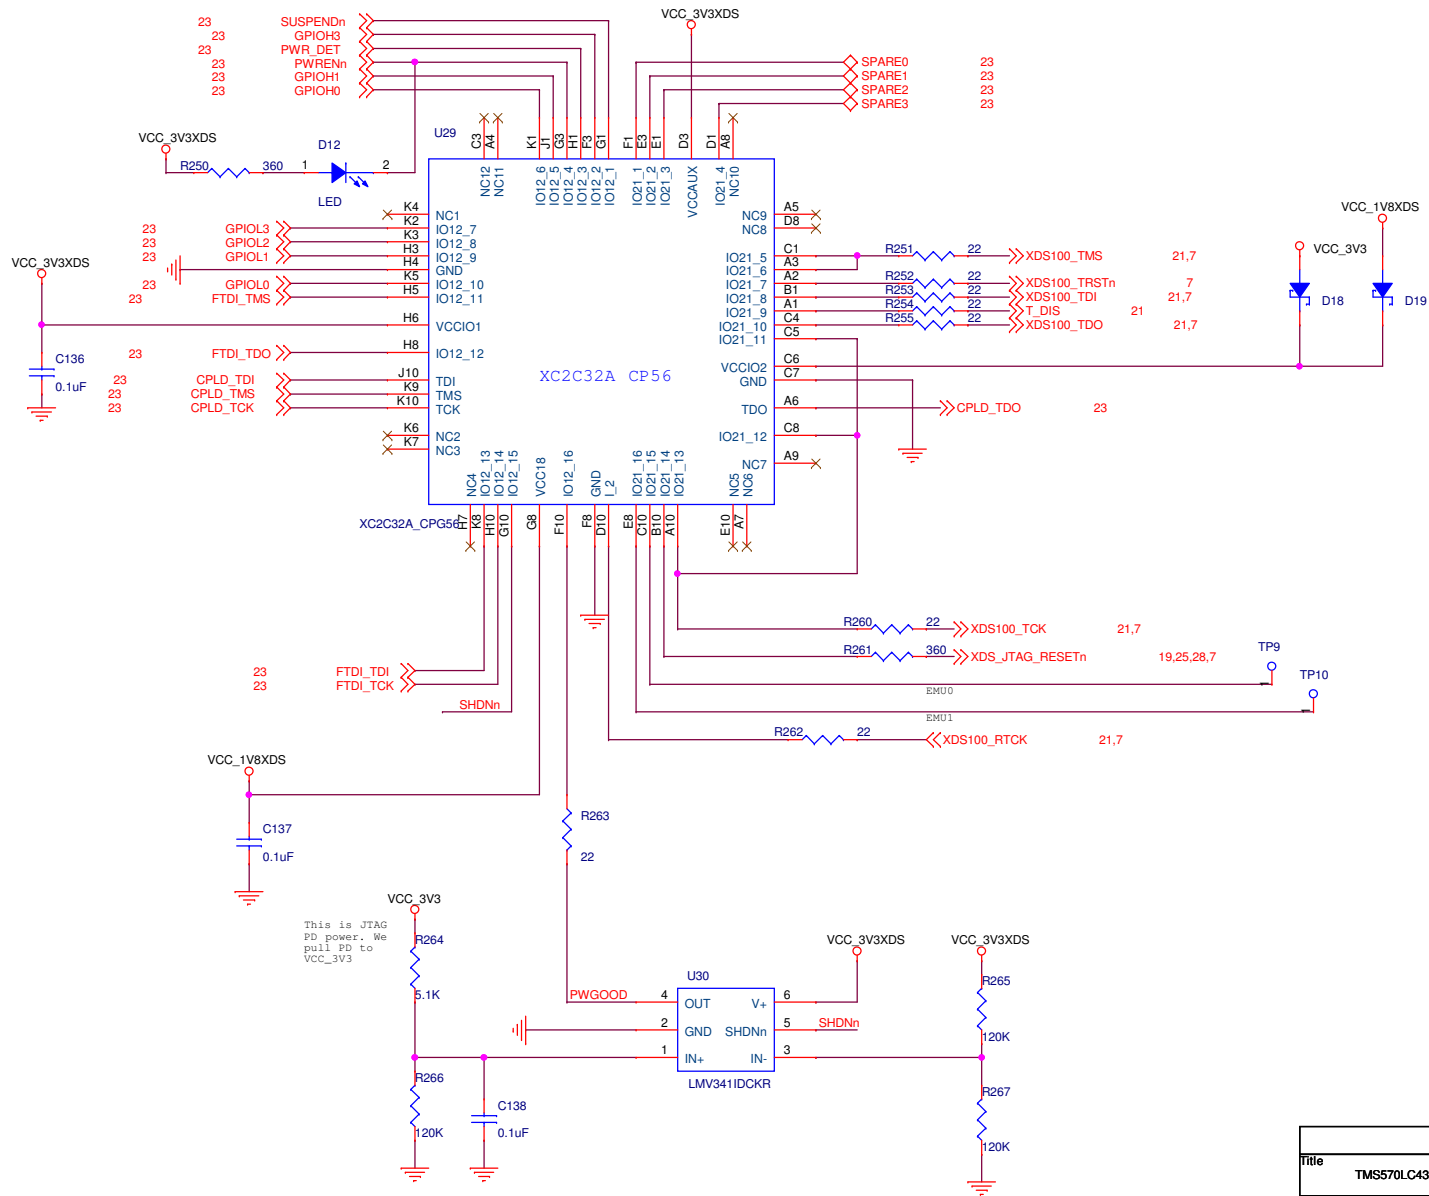 VCC_3V3XDS
23 SUSPENDn
23 GPIOH3
23 PWR_DET
23 PWRENn
23 GPIOH1
23 GPIOH0
SPARE0 23
SPARE1 23
SPARE2 23
SPARE3 23
C3 A4 K1 J1 G3 H1 F3 G1 F1 E3 E1 D3 D1 A8
U29
VCC_3V3XDS
D12
R250 360 1 2
LED
NC12 NC11 IO12_6 IO12_5 IO12_4 IO12_3 IO12_2 IO12_1 IO21_1 IO21_2 IO21_3 VCCAUX IO21_4 NC10
K4 NC1
23 GPIOL3 K2 IO12_7
23 GPIOL2 K3 IO12_8
23 GPIOL1 H3 IO12_9
H4 GND
23 GPIOL0 K5 IO12_10
23 FTDI_TMS H5 IO12_11
VCC_3V3XDS
H6 VCCIO1
C136
0.1uF
23 FTDI_TDO H8 IO12_12
23 CPLD_TDI J10 TDI
23 CPLD_TMS K9 TMS
23 CPLD_TCK K10 TCK
K6 NC2
K7 NC3
XC2C32A CP56
NC9 A5
NC8 D8
IO21_5 C1 R251 22 XDS100_TMS 21,7
IO21_6 A3
IO21_7 A2 R252 22 XDS100_TRSTn 7
IO21_8 B1 R253 22 XDS100_TDI 21,7
IO21_9 A1 R254 22 T_DIS 21
IO21_10 C4 R255 22 XDS100_TDO 21,7
IO21_11 C5
VCCIO2 C6
GND C7
TDO A6 CPLD_TDO 23
IO21_12 C8
NC7 A9
VCC_1V8XDS
VCC_3V3
D18 D19
NC4 IO12_13 IO12_14 IO12_15 VCC18 IO12_16 GND I_2 IO21_16 IO21_15 IO21_14 IO21_13 NC5 NC6
XC2C32A_CPG56
H7 K8 H10 G10 G8 F10 F8 D10 E8 C10 B10 A10 E10 A7
R260 22 XDS100_TCK 21,7
R261 360 XDS_JTAG_RESETn 19,25,28,7
TP9
EMU0
TP10
EMU1
R262 22 XDS100_RTCK 21,7
23 FTDI_TDI
23 FTDI_TCK
SHDNn
VCC_1V8XDS
C137
0.1uF
R263
22
VCC_3V3
This is JTAG
PD power. We
pull PD to
VCC_3V3
R264
5.1K
VCC_3V3XDS
VCC_3V3XDS
U30
R265
120K
PWGOOD 4 OUT V+ 6
2 GND SHDNn 5 SHDNn
1 IN+ IN- 3
LMV341IDCKR
R266
120K
C138
0.1uF
R267
120K
Title
TMS570LC43